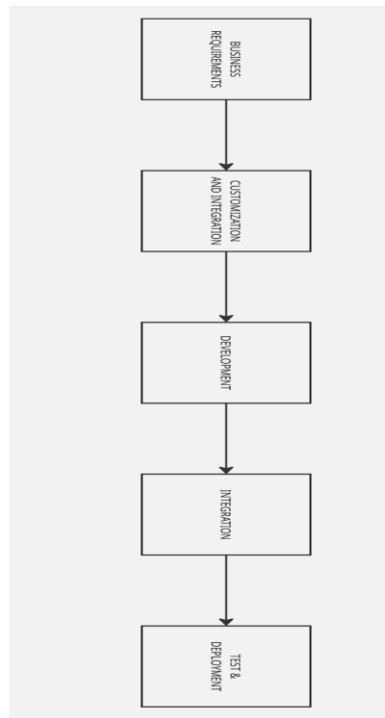 BUSINESS
REQUIREMENTS
CUSTOMIZATION
AND INTEGRATION
DEVELOPMENT
INTEGRATION
TEST &
DEPLOYMENT